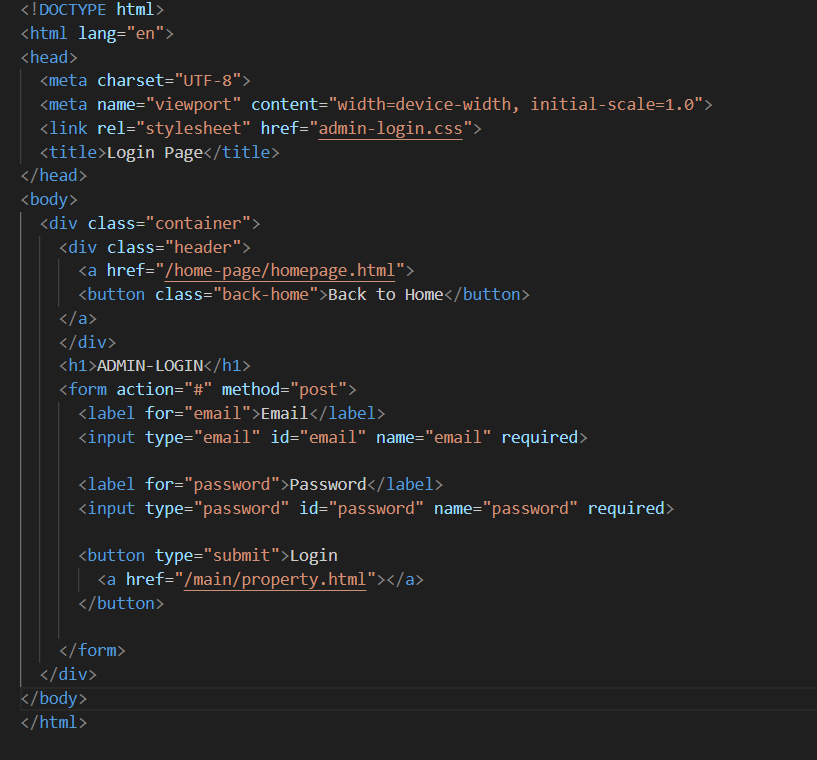 <!DOCTYPE html>
<html lang="en">
<head>
  <meta charset="UTF-8">
  <meta name="viewport" content="width=device-width, initial-scale=1.0">
  <link rel="stylesheet" href="admin-login.css">
  <title>Login Page</title>
</head>
<body>
  <div class="container">
    <div class="header">
      <a href="/home-page/homepage.html">
      <button class="back-home">Back to Home</button>
    </a>
    </div>
    <h1>ADMIN-LOGIN</h1>
    <form action="#" method="post">
      <label for="email">Email</label>
      <input type="email" id="email" name="email" required>

      <label for="password">Password</label>
      <input type="password" id="password" name="password" required>

      <button type="submit">Login
        <a href="/main/property.html"></a>
      </button>

    </form>
  </div>
</body>
</html>